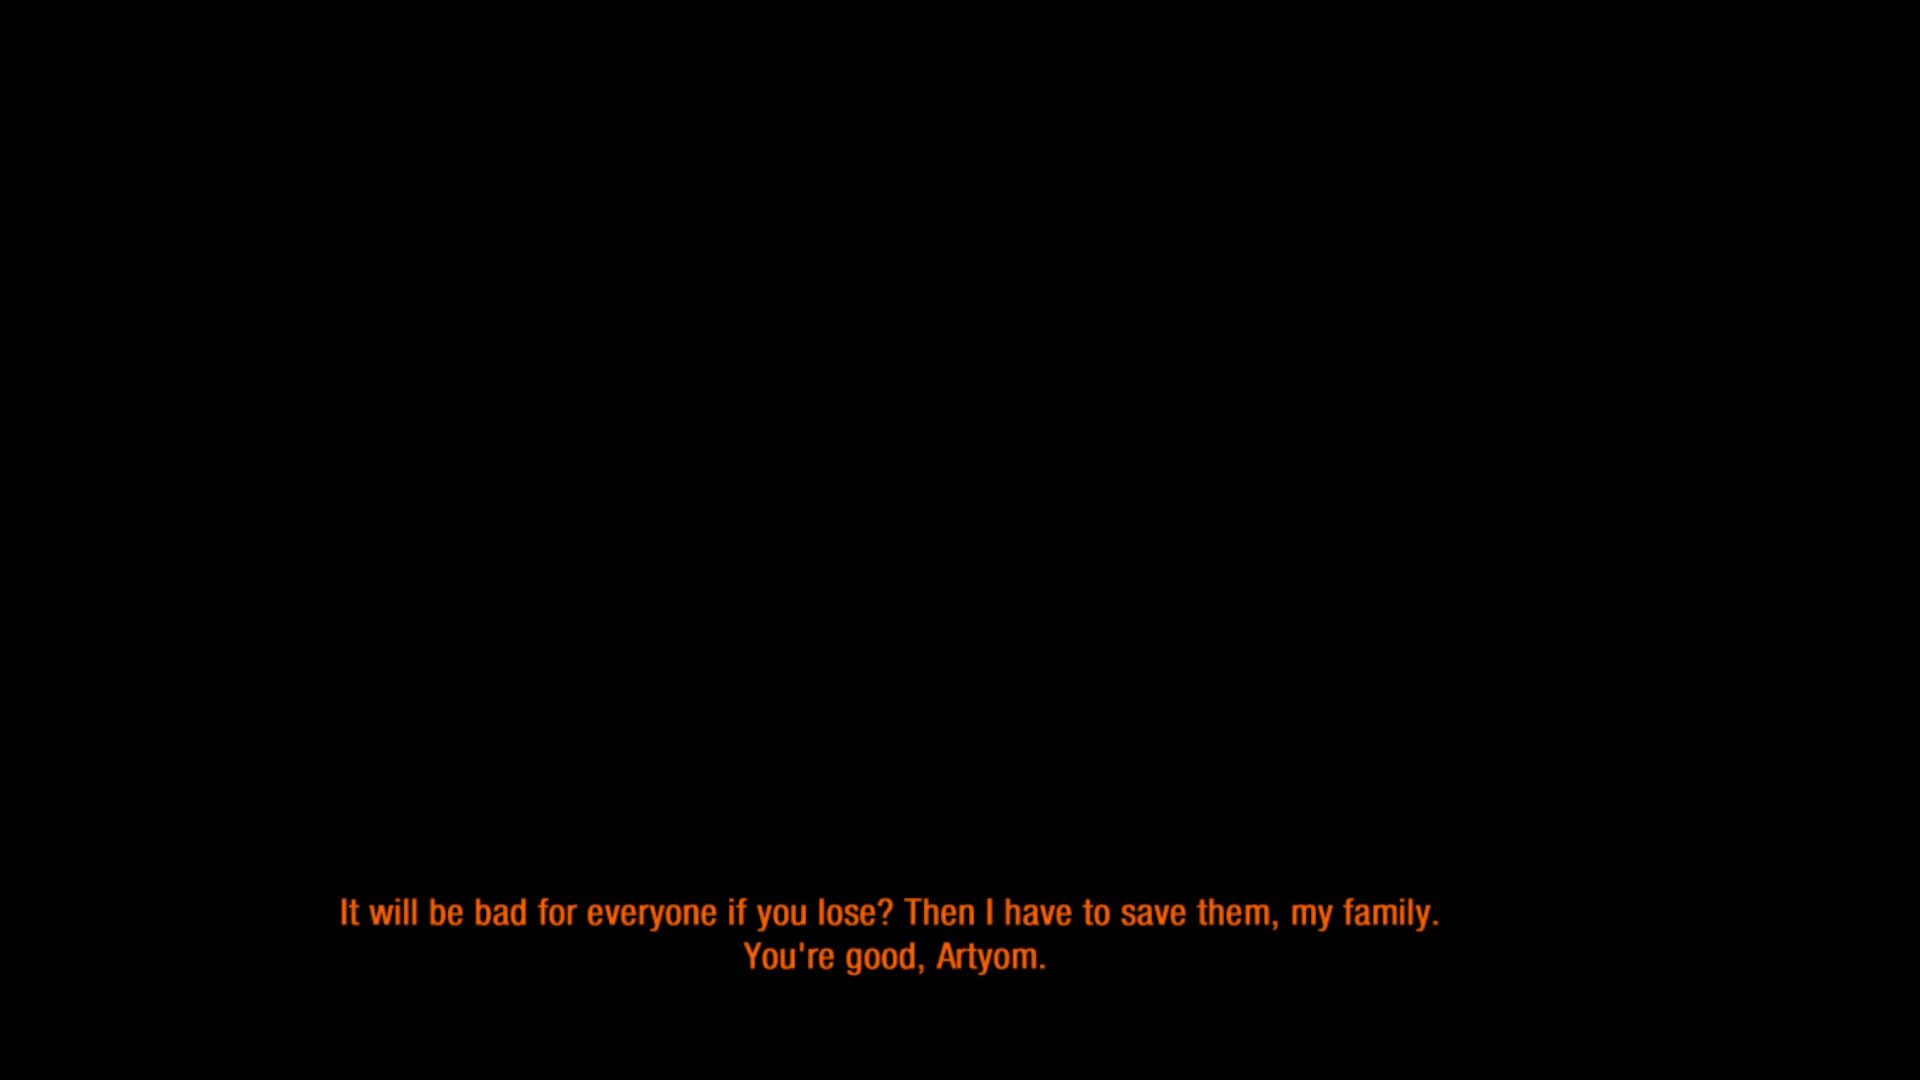 It will be bad for everyone if you lose? Then I have to save them, my family.
You're good, Artyom.